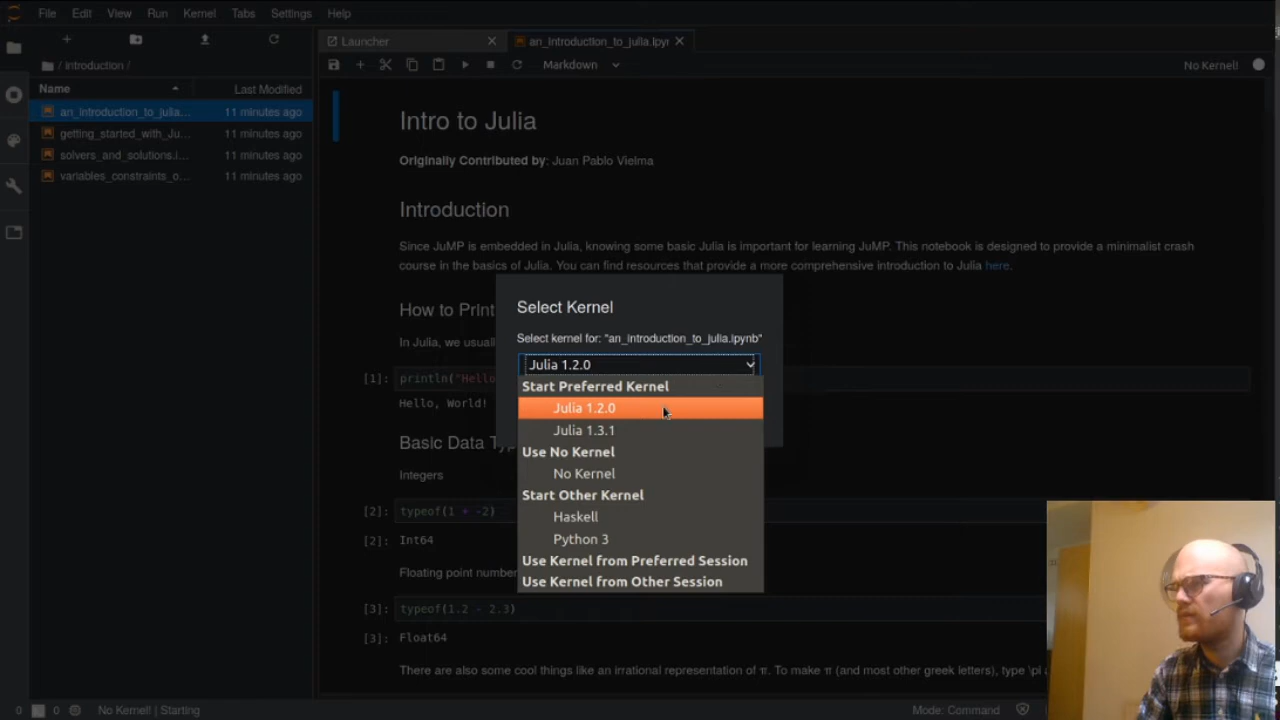 File Edit View Run Kernel Tabs Settings Help
Launcher
an_introduction_to_julia.ipyr
/ introduction /
Markdown
No Kernel!
Name Last Modified
an_introduction_to_julia... 11 minutes ago
getting_started_with_Ju... 11 minutes ago
solvers_and_solutions.i... 11 minutes ago
variables_constraints_o... 11 minutes ago
Intro to Julia
Originally Contributed by: Juan Pablo Vielma
Introduction
Since JuMP is embedded in Julia, knowing some basic Julia is important for learning JuMP. This notebook is designed to provide a minimalist crash
course in the basics of Julia. You can find resources that provide a more comprehensive introduction to Julia here.
How to Print
In Julia, we usual
[1]: println("Hello
Hello, World!
Basic Data Ty
Integers
[2]: typeof(1 + -2)
[2]: Int64
Floating point number
[3]: typeof(1.2 - 2.3)
[3]: Float64
There are also some cool things like an irrational representation of π. To make π (and most other greek letters), type \pi
Select Kernel
Select kernel for: "an_introduction_to_julia.ipynb"
Julia 1.2.0
Start Preferred Kernel
Julia 1.2.0
Julia 1.3.1
Use No Kernel
No Kernel
Start Other Kernel
Haskell
Python 3
Use Kernel from Preferred Session
Use Kernel from Other Session
0 0 No Kernel! | Starting
Mode: Command